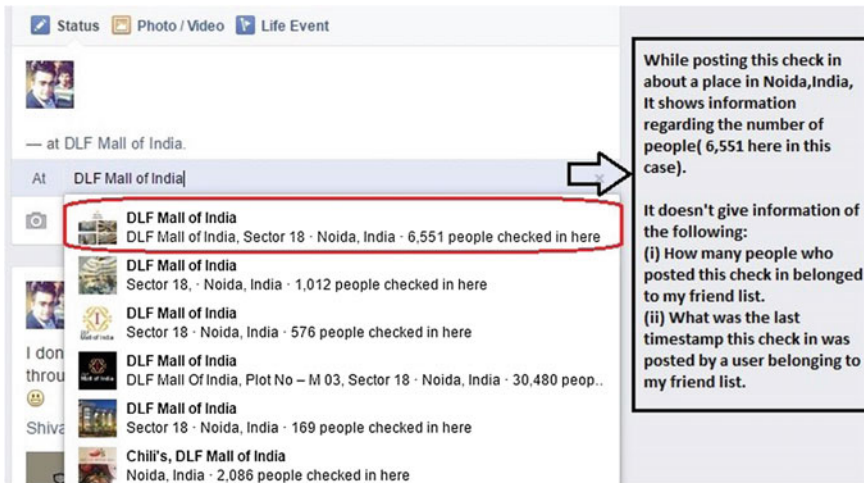 Status Photo / Video Life Event
— at DLF Mall of India.
At DLF Mall of India
DLF Mall of India
DLF Mall of India, Sector 18 · Noida, India · 6,551 people checked in here
DLF Mall of India
Sector 18, · Noida, India · 1,012 people checked in here
DLF Mall of India
Sector 18 · Noida, India · 576 people checked in here
DLF Mall of India
DLF Mall Of India, Plot No – M 03, Sector 18 · Noida, India · 30,480 peop..
DLF Mall of India
Sector 18 · Noida, India · 169 people checked in here
Chili's, DLF Mall of India
Noida, India · 2,086 people checked in here
I don
throu
Shiva
While posting this check in
about a place in Noida,India,
It shows information
regarding the number of
people( 6,551 here in this
case).
It doesn't give information of
the following:
(i) How many people who
posted this check in belonged
to my friend list.
(ii) What was the last
timestamp this check in was
posted by a user belonging to
my friend list.